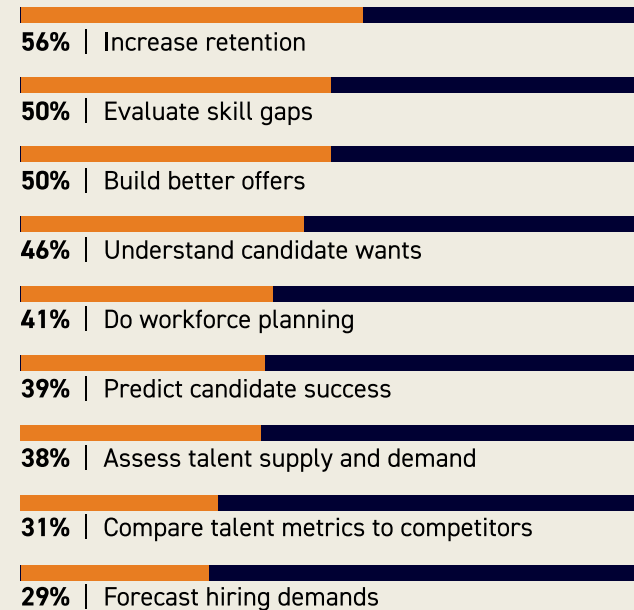 56% | Increase retention
50% | Evaluate skill gaps
50% | Build better offers
46% | Understand candidate wants
41% | Do workforce planning
39% | Predict candidate success
38% | Assess talent supply and demand
31% | Compare talent metrics to competitors
29% | Forecast hiring demands